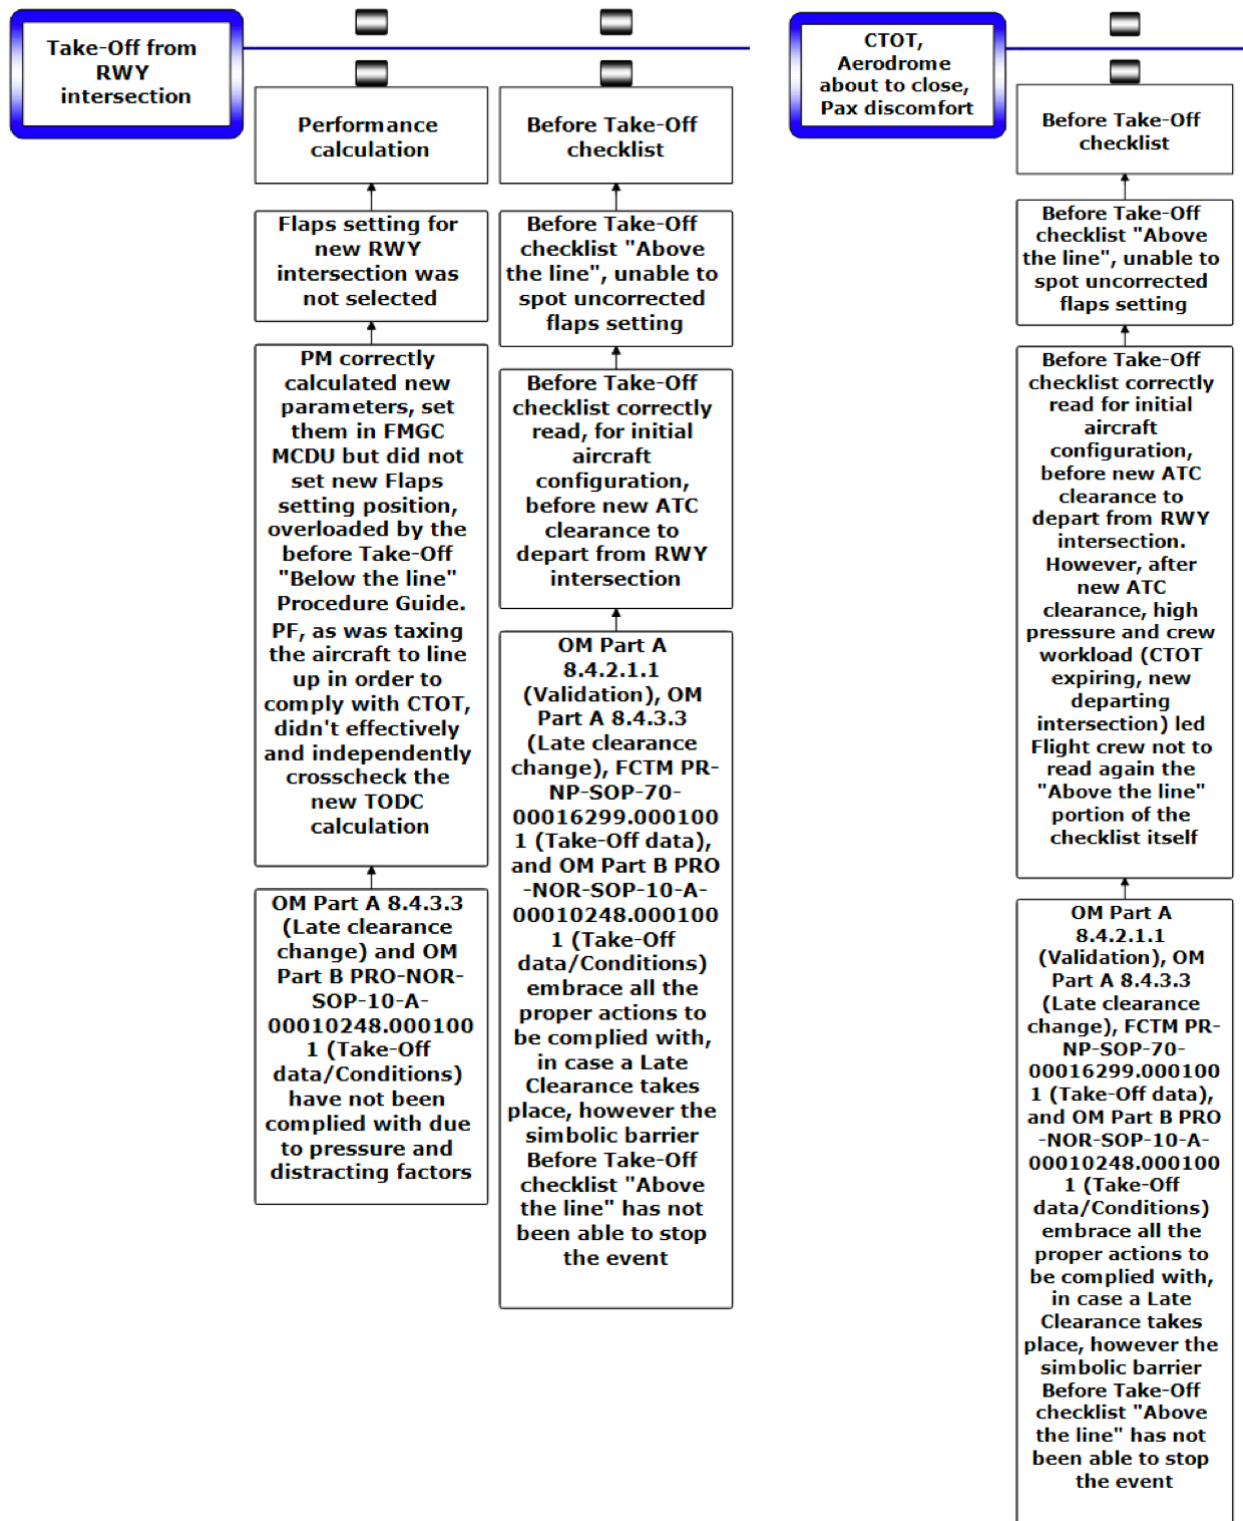 Take-Off from
RWY
intersection
Performance
calculation
Flaps setting for
new RWY
intersection was
not selected
PM correctly
calculated new
parameters, set
them in FMGC
MCDU but did not
set new Flaps
setting position,
overloaded by the
before Take-Off
"Below the line"
Procedure Guide.
PF, as was taxing
the aircraft to line
up in order to
comply with CTOT,
didn't effectively
and independently
crosscheck the
new TODC
calculation
OM Part A 8.4.3.3
(Late clearance
change) and OM
Part B PRO-NOR-
SOP-10-A-
00010248.000100
1 (Take-Off
data/Conditions)
have not been
complied with due
to pressure and
distracting factors
Before Take-Off
checklist
Before Take-Off
checklist "Above
the line", unable to
spot uncorrected
flaps setting
Before Take-Off
checklist correctly
read, for initial
aircraft
configuration,
before new ATC
clearance to
depart from RWY
intersection
OM Part A
8.4.2.1.1
(Validation), OM
Part A 8.4.3.3
(Late clearance
change), FCTM PR-
NP-SOP-70-
00016299.000100
1 (Take-Off data),
and OM Part B PRO
-NOR-SOP-10-A-
00010248.000100
1 (Take-Off
data/Conditions)
embrace all the
proper actions to
be complied with,
in case a Late
Clearance takes
place, however the
simbolic barrier
Before Take-Off
checklist "Above
the line" has not
been able to stop
the event
CTOT,
Aerodrome
about to close,
Pax discomfort
Before Take-Off
checklist
Before Take-Off
checklist "Above
the line", unable to
spot uncorrected
flaps setting
Before Take-Off
checklist correctly
read for initial
aircraft
configuration,
before new ATC
clearance to
depart from RWY
intersection.
However, after
new ATC
clearance, high
pressure and crew
workload (CTOT
expiring, new
departing
intersection) led
Flight crew not to
read again the
"Above the line"
portion of the
checklist itself
OM Part A
8.4.2.1.1
(Validation), OM
Part A 8.4.3.3
(Late clearance
change), FCTM PR-
NP-SOP-70-
00016299.000100
1 (Take-Off data),
and OM Part B PRO
-NOR-SOP-10-A-
00010248.000100
1 (Take-Off
data/Conditions)
embrace all the
proper actions to
be complied with,
in case a Late
Clearance takes
place, however the
simbolic barrier
Before Take-Off
checklist "Above
the line" has not
been able to stop
the event